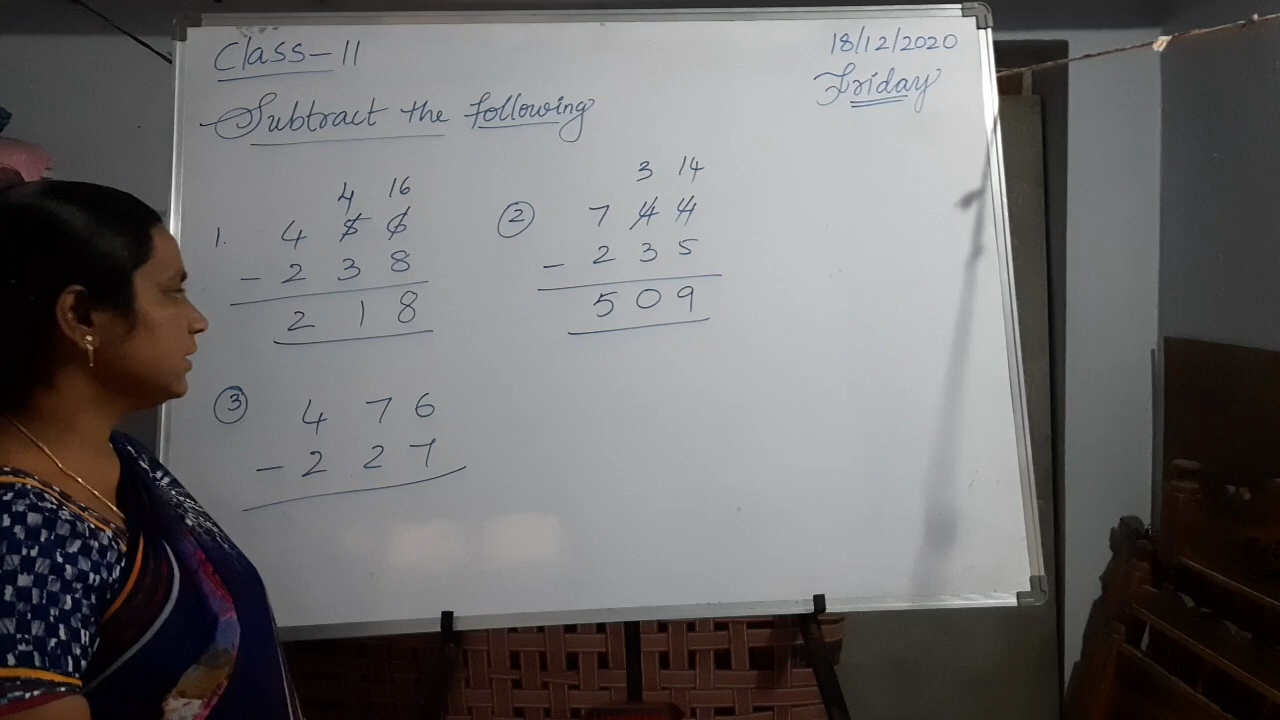 Class-II
18/12/2020
Friday
Subtract the following
4 16
1. 4 5 6
- 2 3 8
2 1 8
3 14
② 7 4 4
- 2 3 5
5 0 9
③ 4 7 6
- 2 2 7